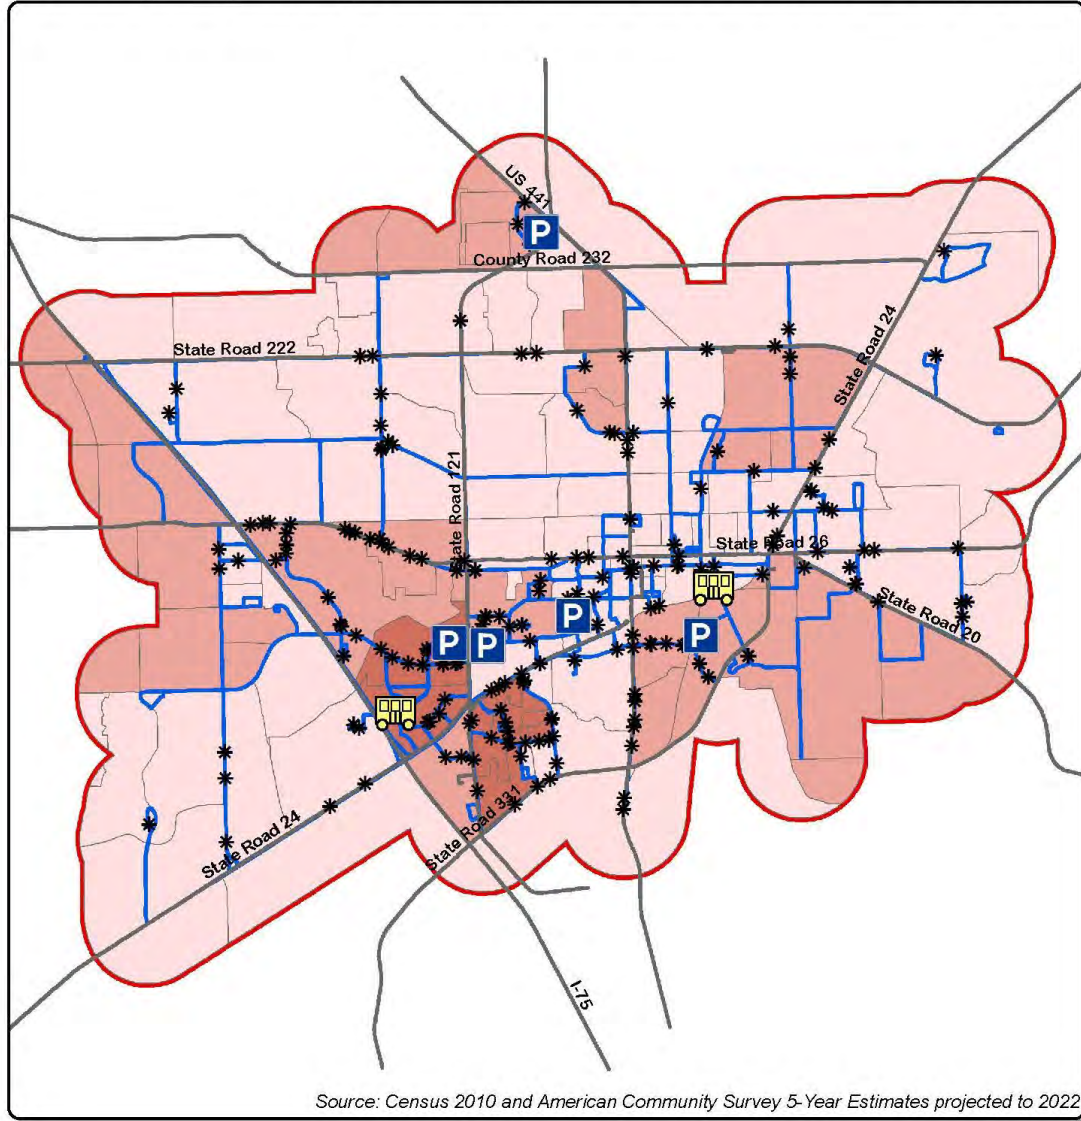 US 441
P
County Road 232
State Road 222
State Road 24
State Road 121
State Road 26
State Road 20
P
P
P
P
State Road 331
State Road 24
I-75
Source: Census 2010 and American Community Survey 5-Year Estimates projected to 2022